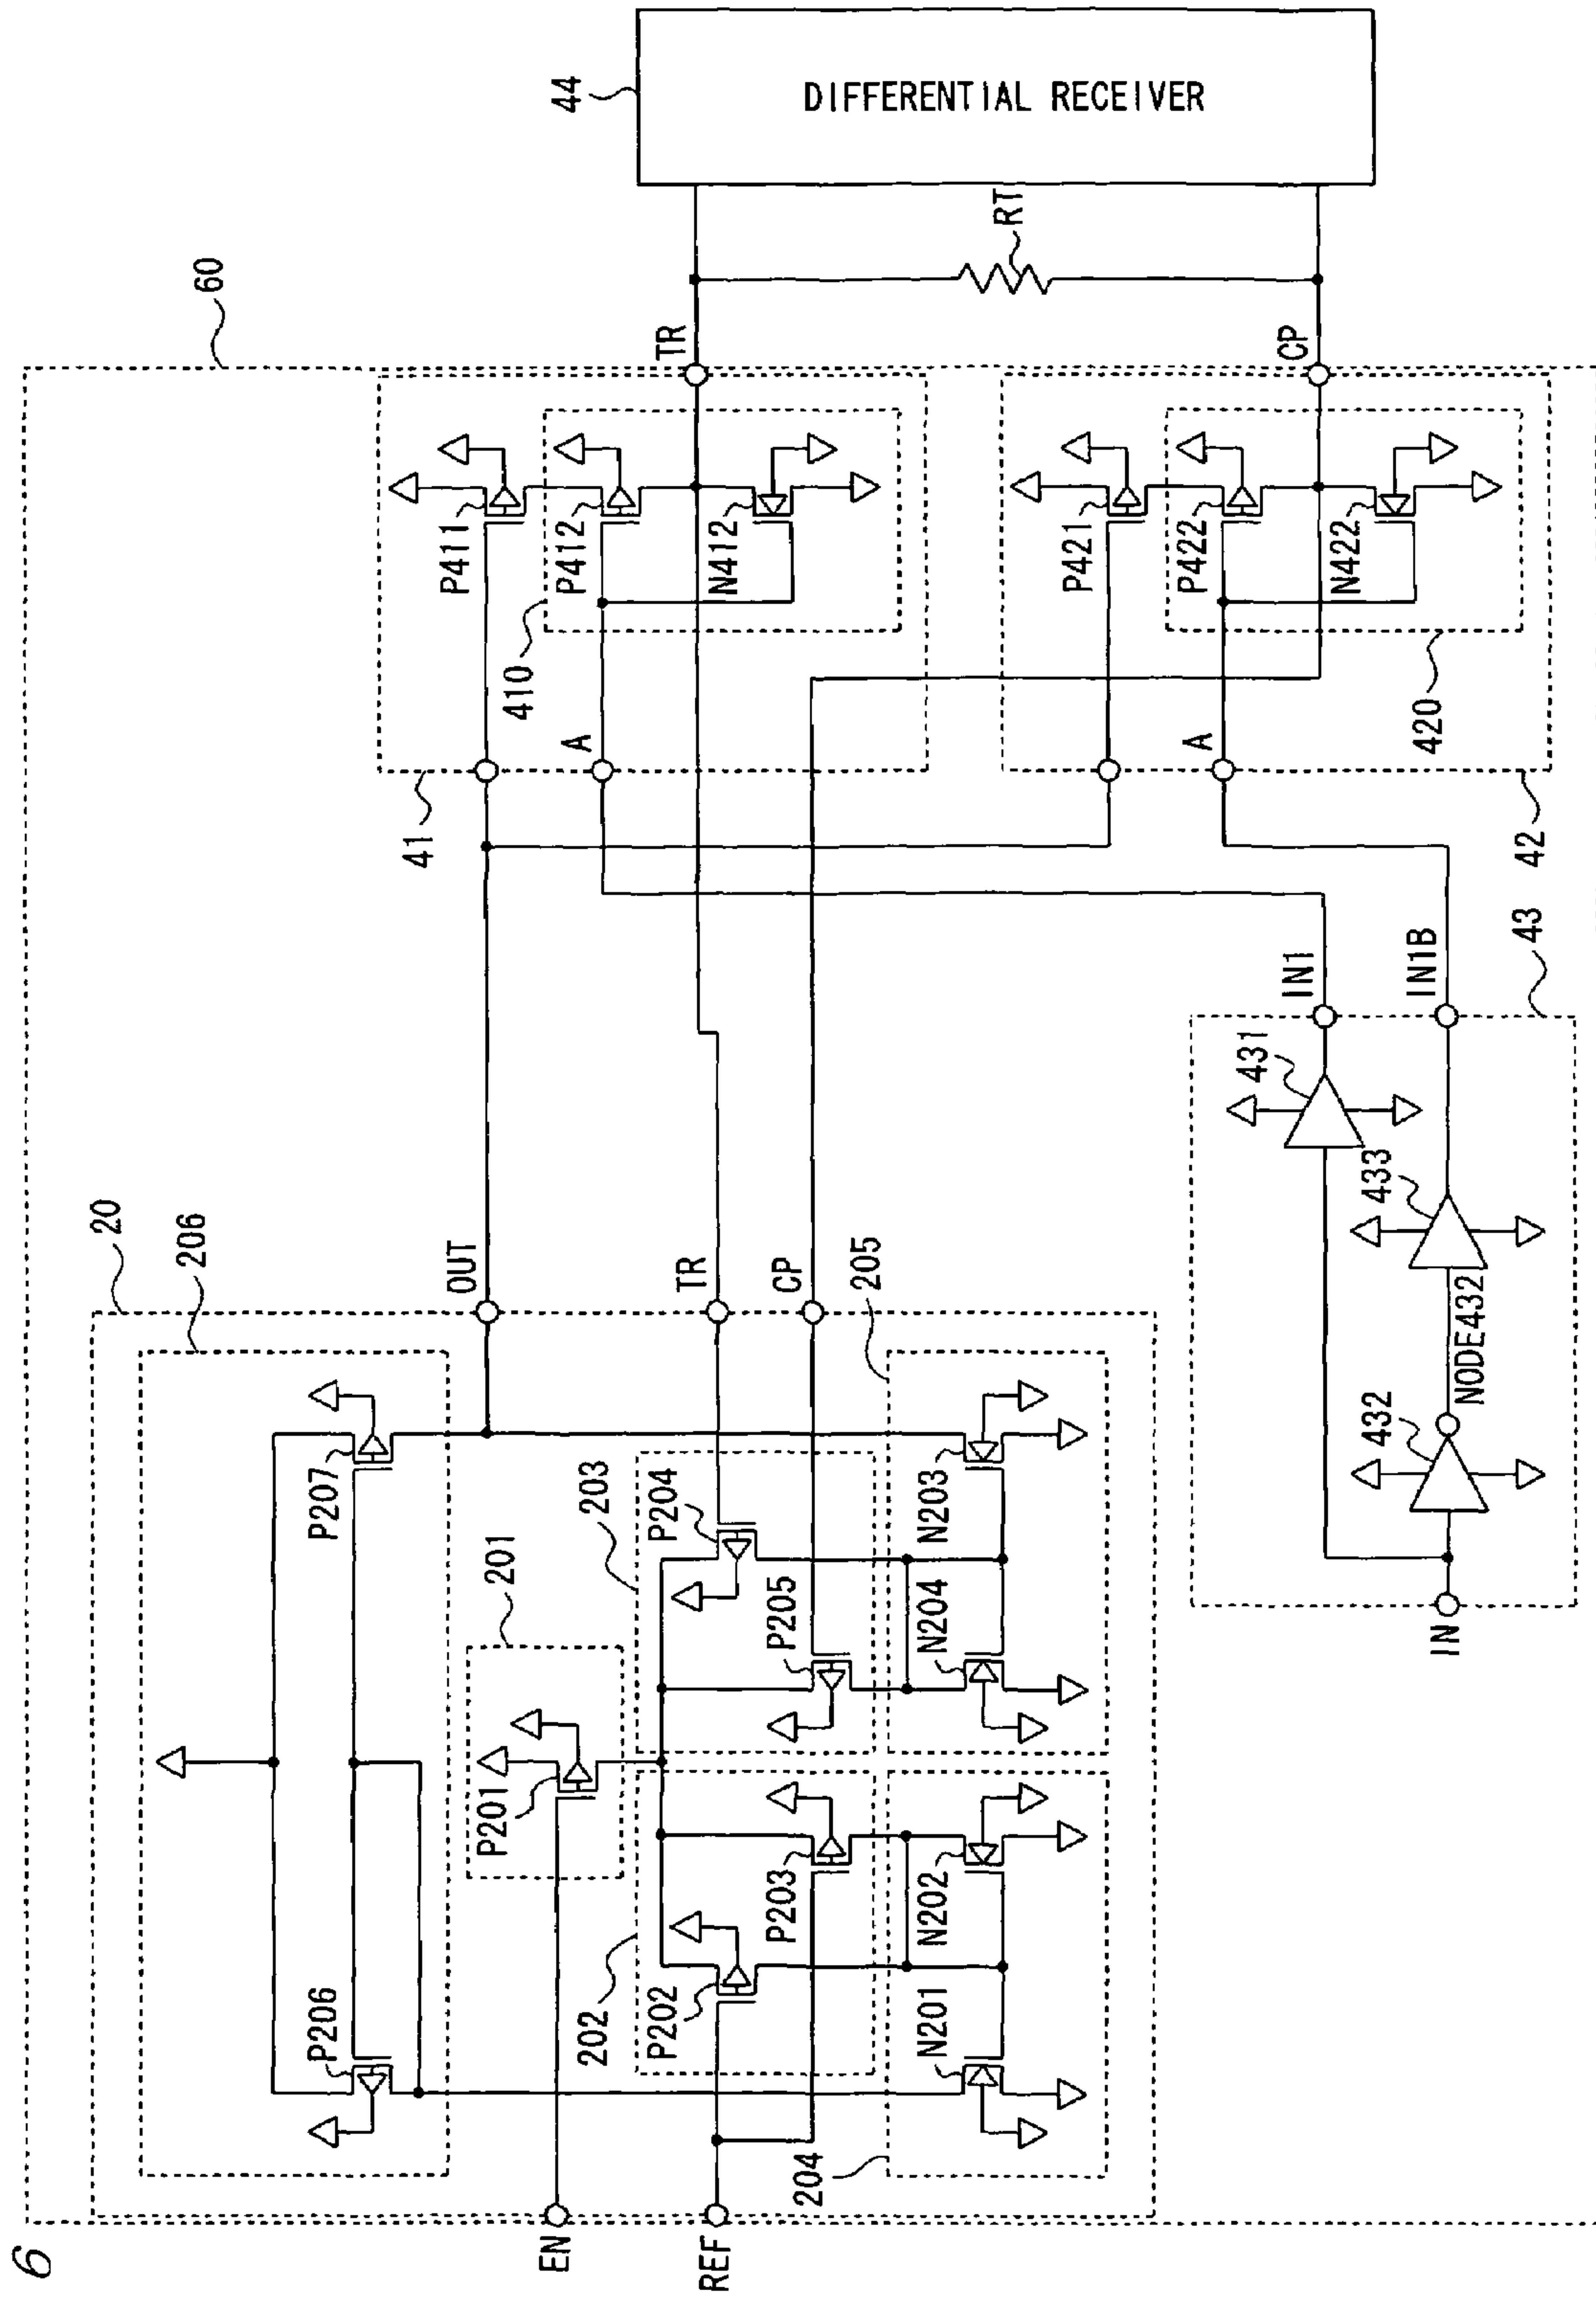 9
60
20
206
P206
P207
OUT
EN
201
P201
REF
202
P202
P203
203
P204
P205
TR
CP
204
N201
N202
N204
N203
205
41
P411
410
P412
N412
A
TR
42
P421
420
P422
N422
A
CP
RT
44
DIFFERENTIAL RECEIVER
43
IN
432
NODE432
433
431
IN1
IN1B